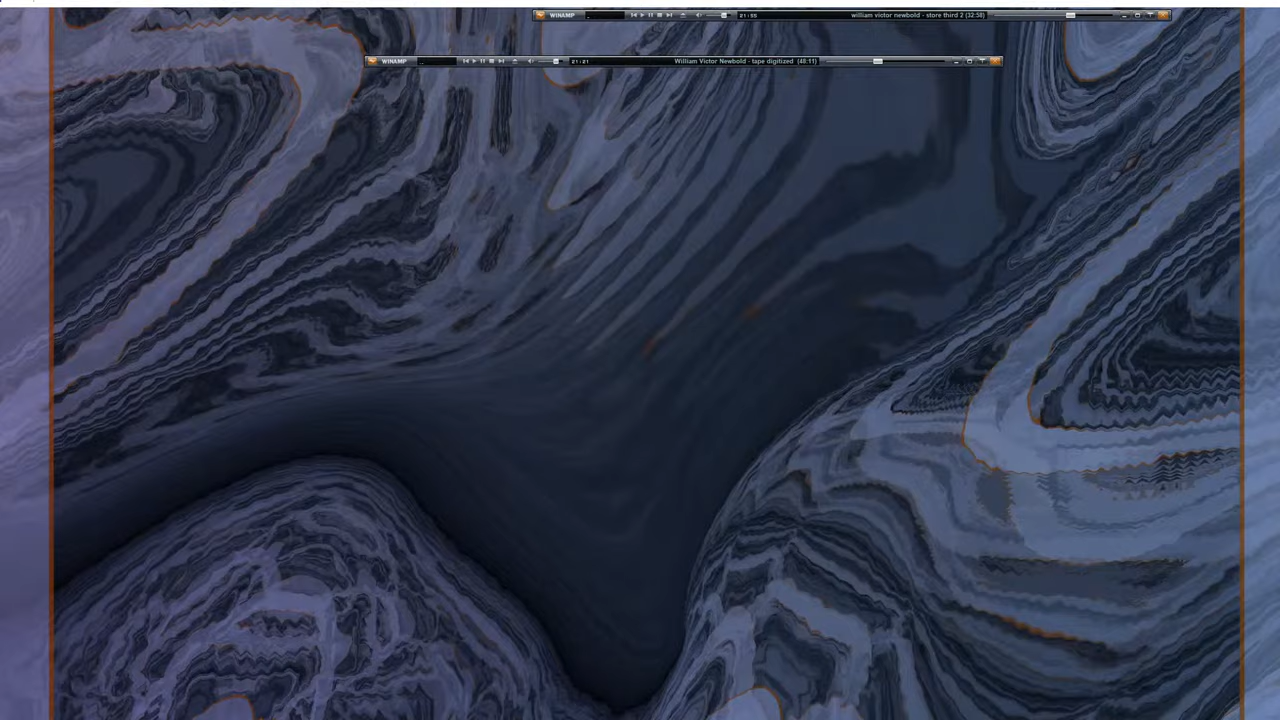 WINAMP 21:55 william victor newbold - store third 2 (32:58)
WINAMP 21:21 William Victor Newbold - tape digitized (40:11)